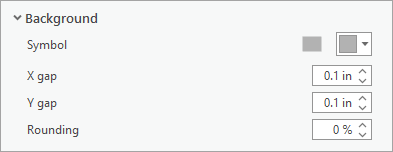 Background
Symbol
X gap 0.1 in
Y gap 0.1 in
Rounding 0 %